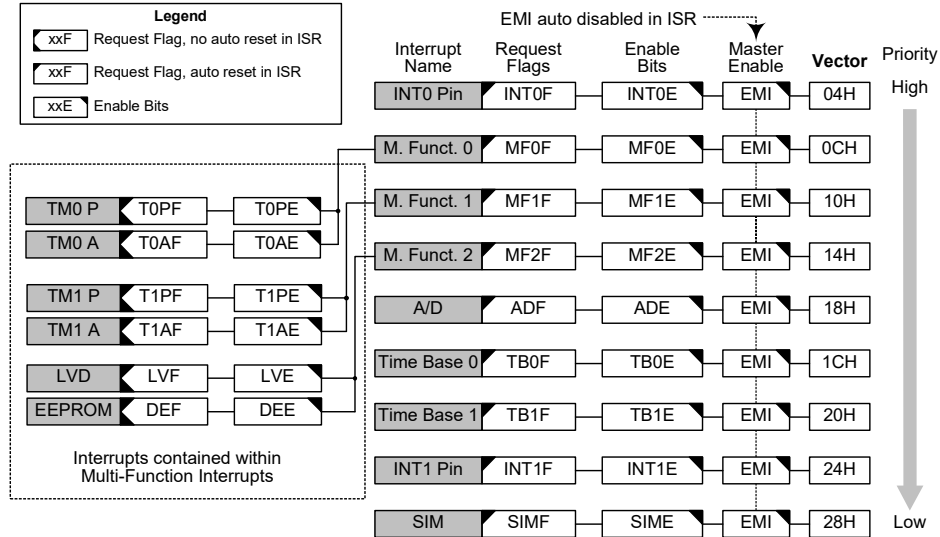 Legend
xxF Request Flag, no auto reset in ISR
xxF Request Flag, auto reset in ISR
xxE Enable Bits
EMI auto disabled in ISR
Interrupt Name Request Flags Enable Bits Master Enable Vector Priority
INT0 Pin INT0F INT0E EMI 04H High
M. Funct. 0 MF0F MF0E EMI 0CH
M. Funct. 1 MF1F MF1E EMI 10H
M. Funct. 2 MF2F MF2E EMI 14H
A/D ADF ADE EMI 18H
Time Base 0 TB0F TB0E EMI 1CH
Time Base 1 TB1F TB1E EMI 20H
INT1 Pin INT1F INT1E EMI 24H
SIM SIMF SIME EMI 28H Low
TM0 P T0PF T0PE
TM0 A T0AF T0AE
TM1 P T1PF T1PE
TM1 A T1AF T1AE
LVD LVF LVE
EEPROM DEF DEE
Interrupts contained within
Multi-Function Interrupts